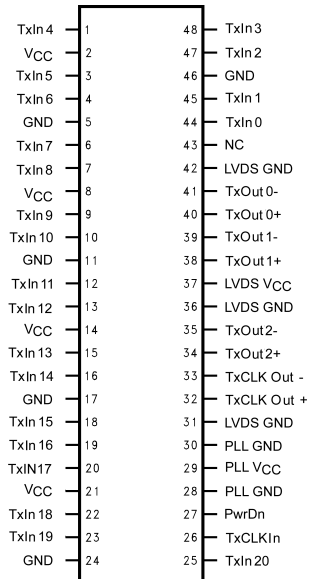 TxIn 4 1 48 TxIn 3
VCC 2 47 TxIn 2
TxIn 5 3 46 GND
TxIn 6 4 45 TxIn 1
GND 5 44 TxIn 0
TxIn 7 6 43 NC
TxIn 8 7 42 LVDS GND
VCC 8 41 TxOut 0-
TxIn 9 9 40 TxOut 0+
TxIn 10 10 39 TxOut 1-
GND 11 38 TxOut 1+
TxIn 11 12 37 LVDS VCC
TxIn 12 13 36 LVDS GND
VCC 14 35 TxOut2-
TxIn 13 15 34 TxOut2+
TxIn 14 16 33 TxCLK Out -
GND 17 32 TxCLK Out +
TxIn 15 18 31 LVDS GND
TxIn 16 19 30 PLL GND
TxIN17 20 29 PLL VCC
VCC 21 28 PLL GND
TxIn 18 22 27 PwrDn
TxIn 19 23 26 TxCLKIn
GND 24 25 TxIn 20